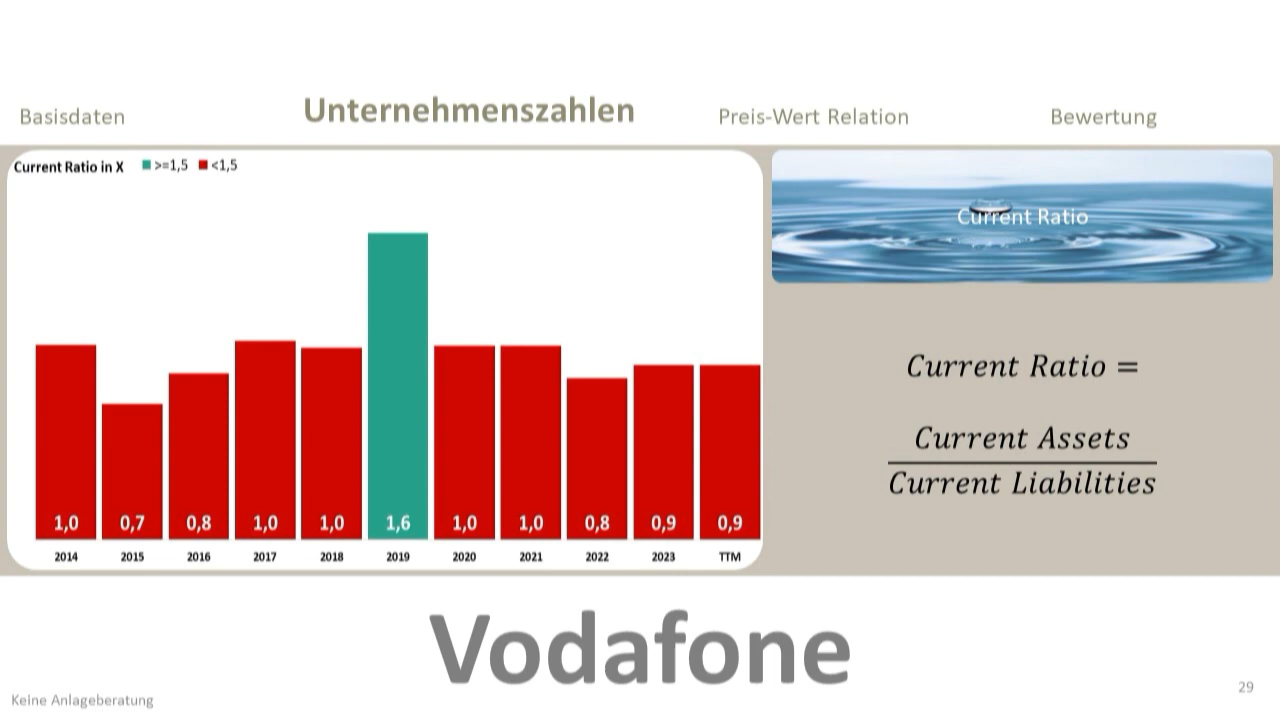 Basisdaten
Unternehmenszahlen
Preis-Wert Relation
Bewertung
Current Ratio in X >=1,5 <1,5
1,0 0,7 0,8 1,0 1,0 1,6 1,0 1,0 0,8 0,9 0,9
2014 2015 2016 2017 2018 2019 2020 2021 2022 2023 TTM
Current Ratio
Current Ratio =
Current Assets
Current Liabilities
Vodafone
Keine Anlageberatung
29